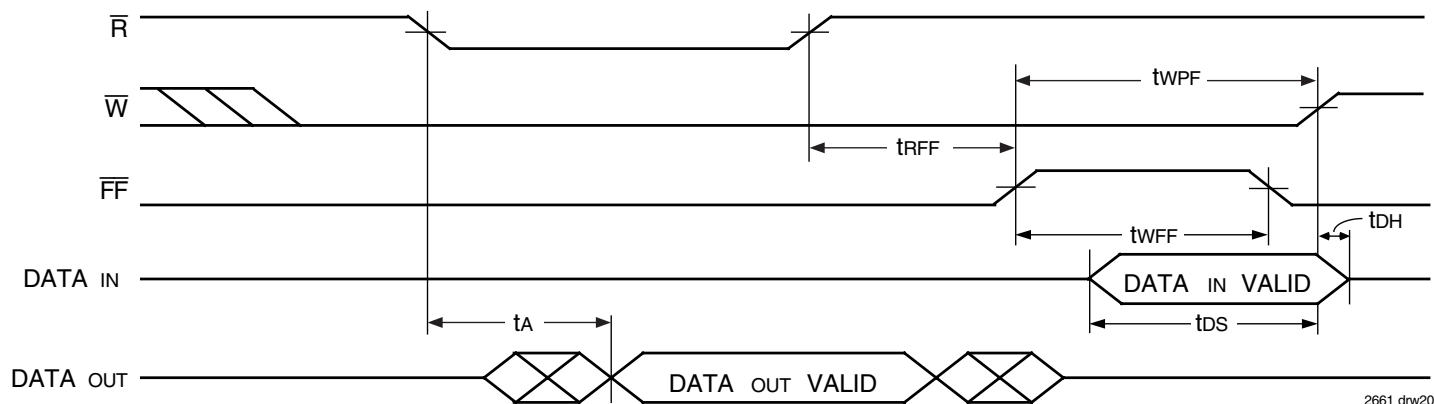 R
tWPF
W
tRFF
FF
tDH
tWFF
DATA IN
DATA IN VALID
tA
tDS
DATA OUT
DATA OUT VALID
2661 drw20